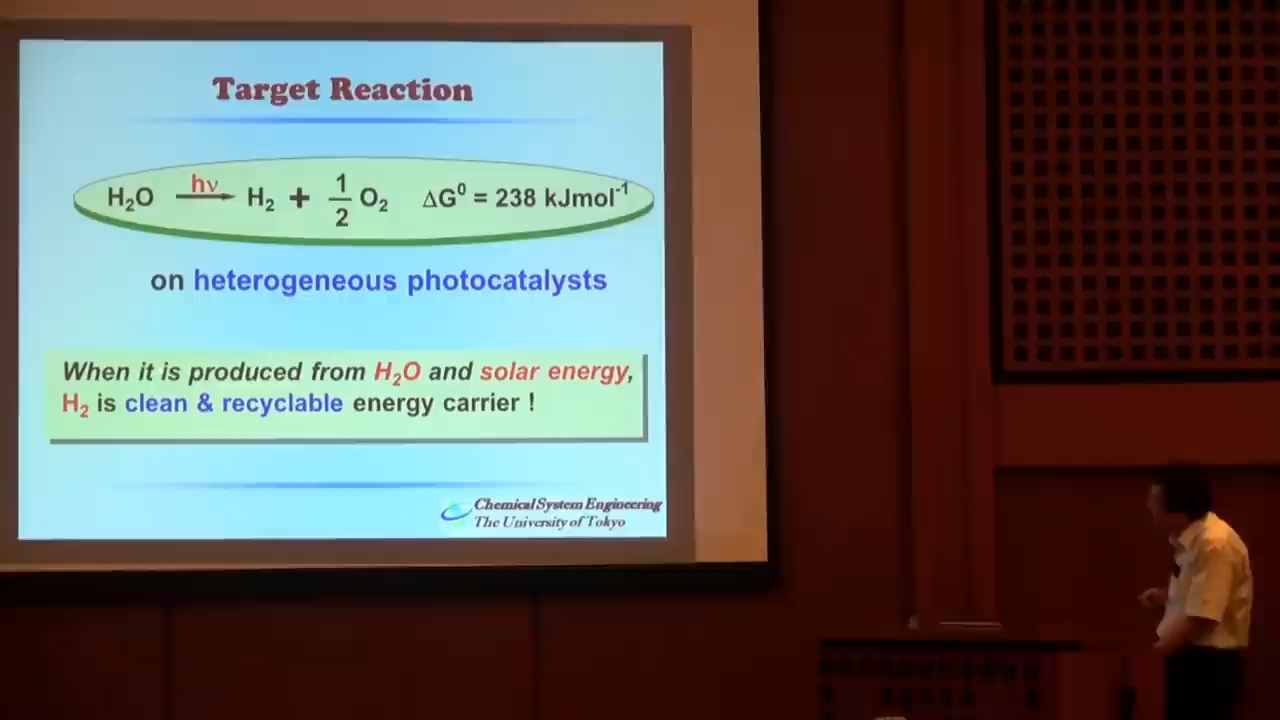 Target Reaction
H₂O hν→ H₂ + 1/2 O₂ ΔG⁰ = 238 kJmol⁻¹
on heterogeneous photocatalysts
When it is produced from H₂O and solar energy,
H₂ is clean & recyclable energy carrier !
Chemical System Engineering
The University of Tokyo